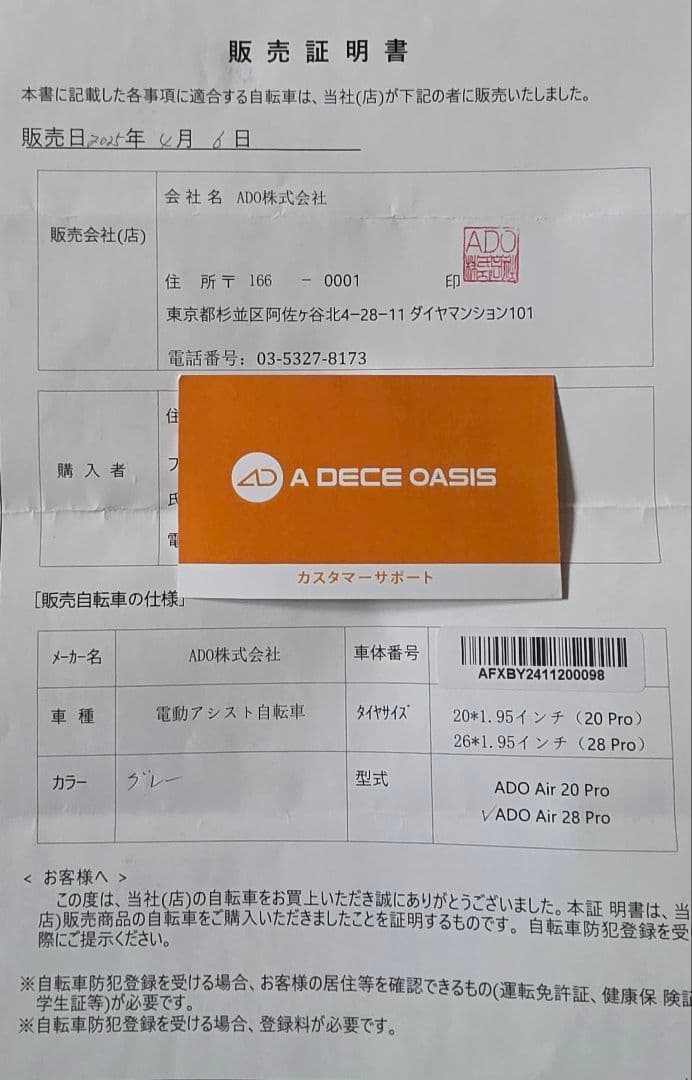 販売証明書
本書に記載した各事項に適合する自転車は、当社(店)が下記の者に販売いたしました。
販売日2025年 4月 6日
販売会社(店)
会社名 ADO株式会社
住 所〒 166 － 0001 印
ADO
東京都杉並区阿佐ヶ谷北4-28-11 ダイヤマンション101
電話番号: 03-5327-8173
購入者
住
フ
氏
電
AD A DECE OASIS
カスタマーサポート
[販売自転車の仕様]
メーカー名 ADO株式会社 車体番号 AFXBY2411200098
車種 電動アシスト自転車 タイヤサイズ 20*1.95インチ（20 Pro）
26*1.95インチ（28 Pro）
カラー グレー 型式 ADO Air 20 Pro
✓ADO Air 28 Pro
< お客様へ >
この度は、当社(店)の自転車をお買上いただき誠にありがとうございました。本証 明書は、当
店)販売商品の自転車をご購入いただきましたことを証明するものです。自転車防犯登録を受
際にご提示ください。
※自転車防犯登録を受ける場合、お客様の居住等を確認できるもの(運転免許証、健康保 険証
学生証等)が必要です。
※自転車防犯登録を受ける場合、登録料が必要です。